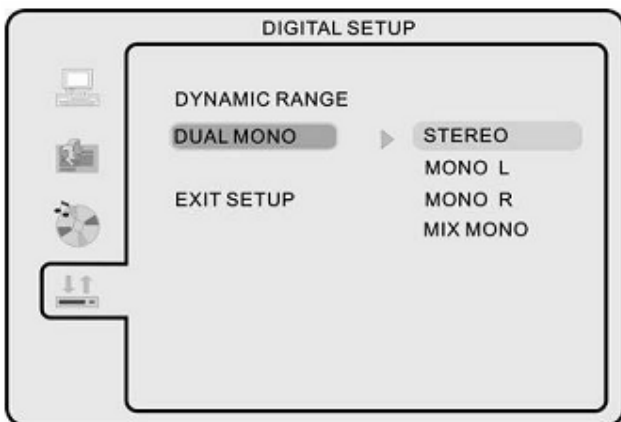 DIGITAL SETUP
DYNAMIC RANGE
DUAL MONO
EXIT SETUP
STEREO
MONO L
MONO R
MIX MONO